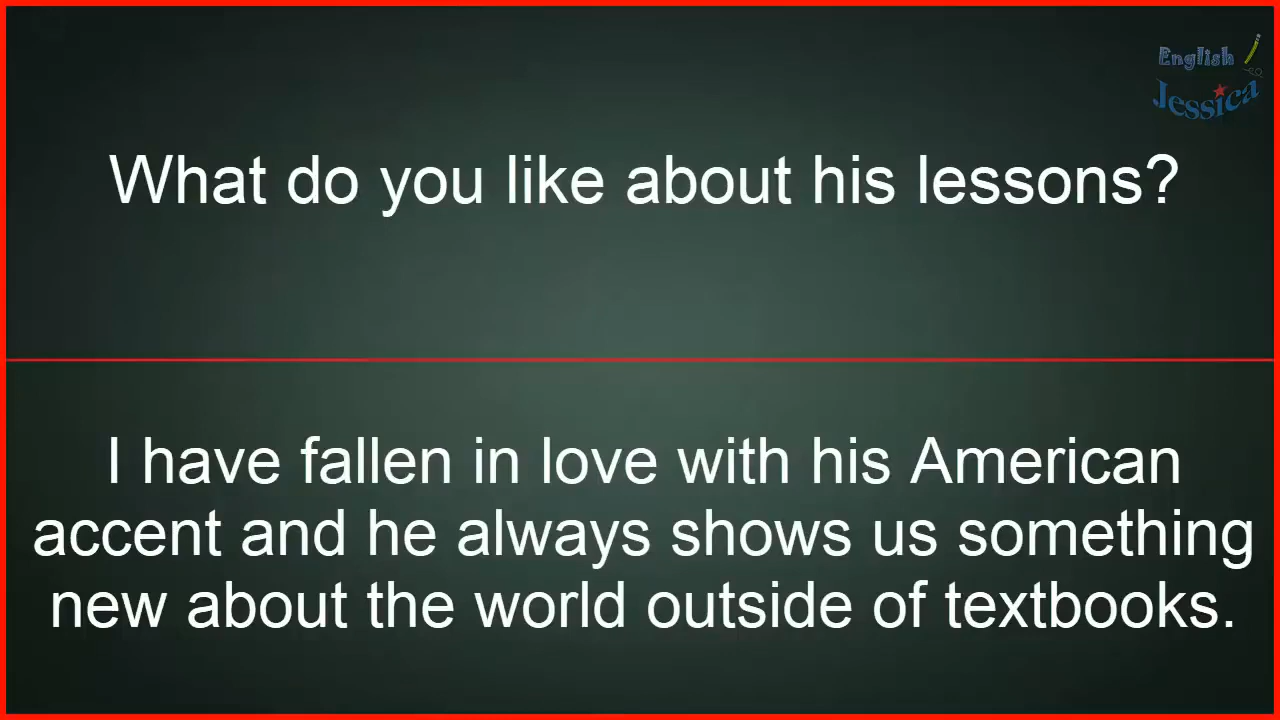 English
Jessica
What do you like about his lessons?
I have fallen in love with his American
accent and he always shows us something
new about the world outside of textbooks.